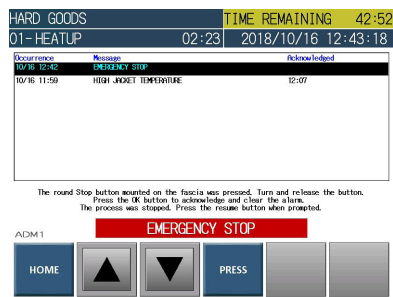 HARD GOODS TIME REMAINING 42:52
01-HEATUP 02:23 2018/10/16 12:43:18
Occurrence Message Acknowledged
10/16 12:42 EMERGENCY STOP
10/16 11:59 HIGH JACKET TEMPERATURE 12:07
The round Stop button mounted on the fascia was pressed. Turn and release the button.
Press the OK button to acknowledge and clear the alarm.
The process was stopped. Press the resume button when prompted.
EMERGENCY STOP
ADM1
HOME PRESS